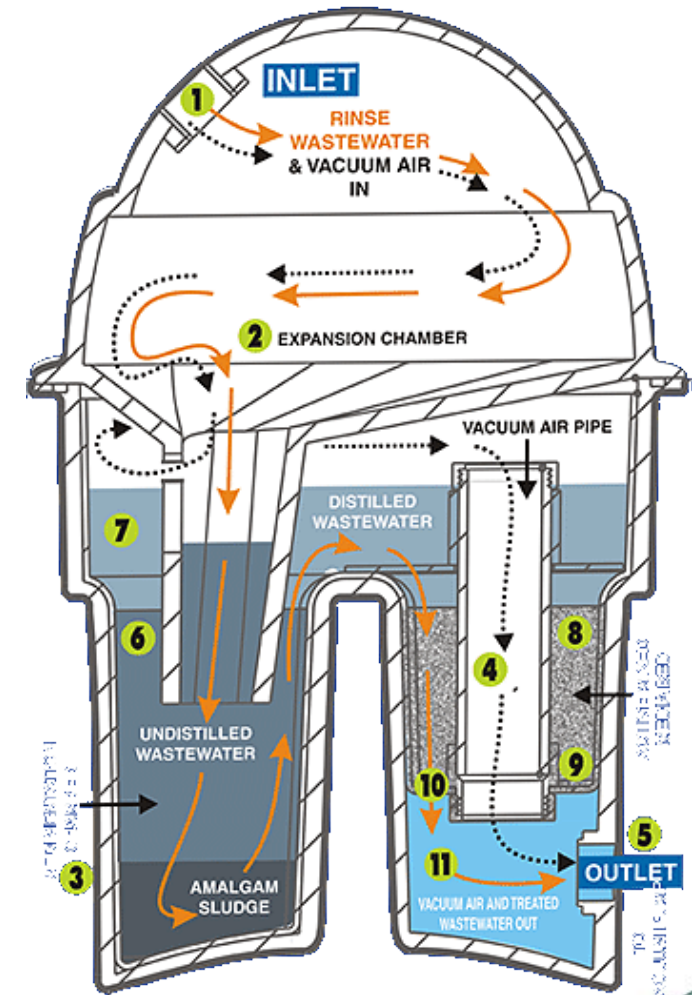 1
INLET
RINSE
WASTEWATER
& VACUUM AIR
IN
2 EXPANSION CHAMBER
VACUUM AIR PIPE
DISTILLED
WASTEWATER
7
6
8
4
UNDISTILLED
WASTEWATER
9
10
5
11
OUTLET
3
AMALGAM
SLUDGE
VACUUM AIR AND TREATED
WASTEWATER OUT